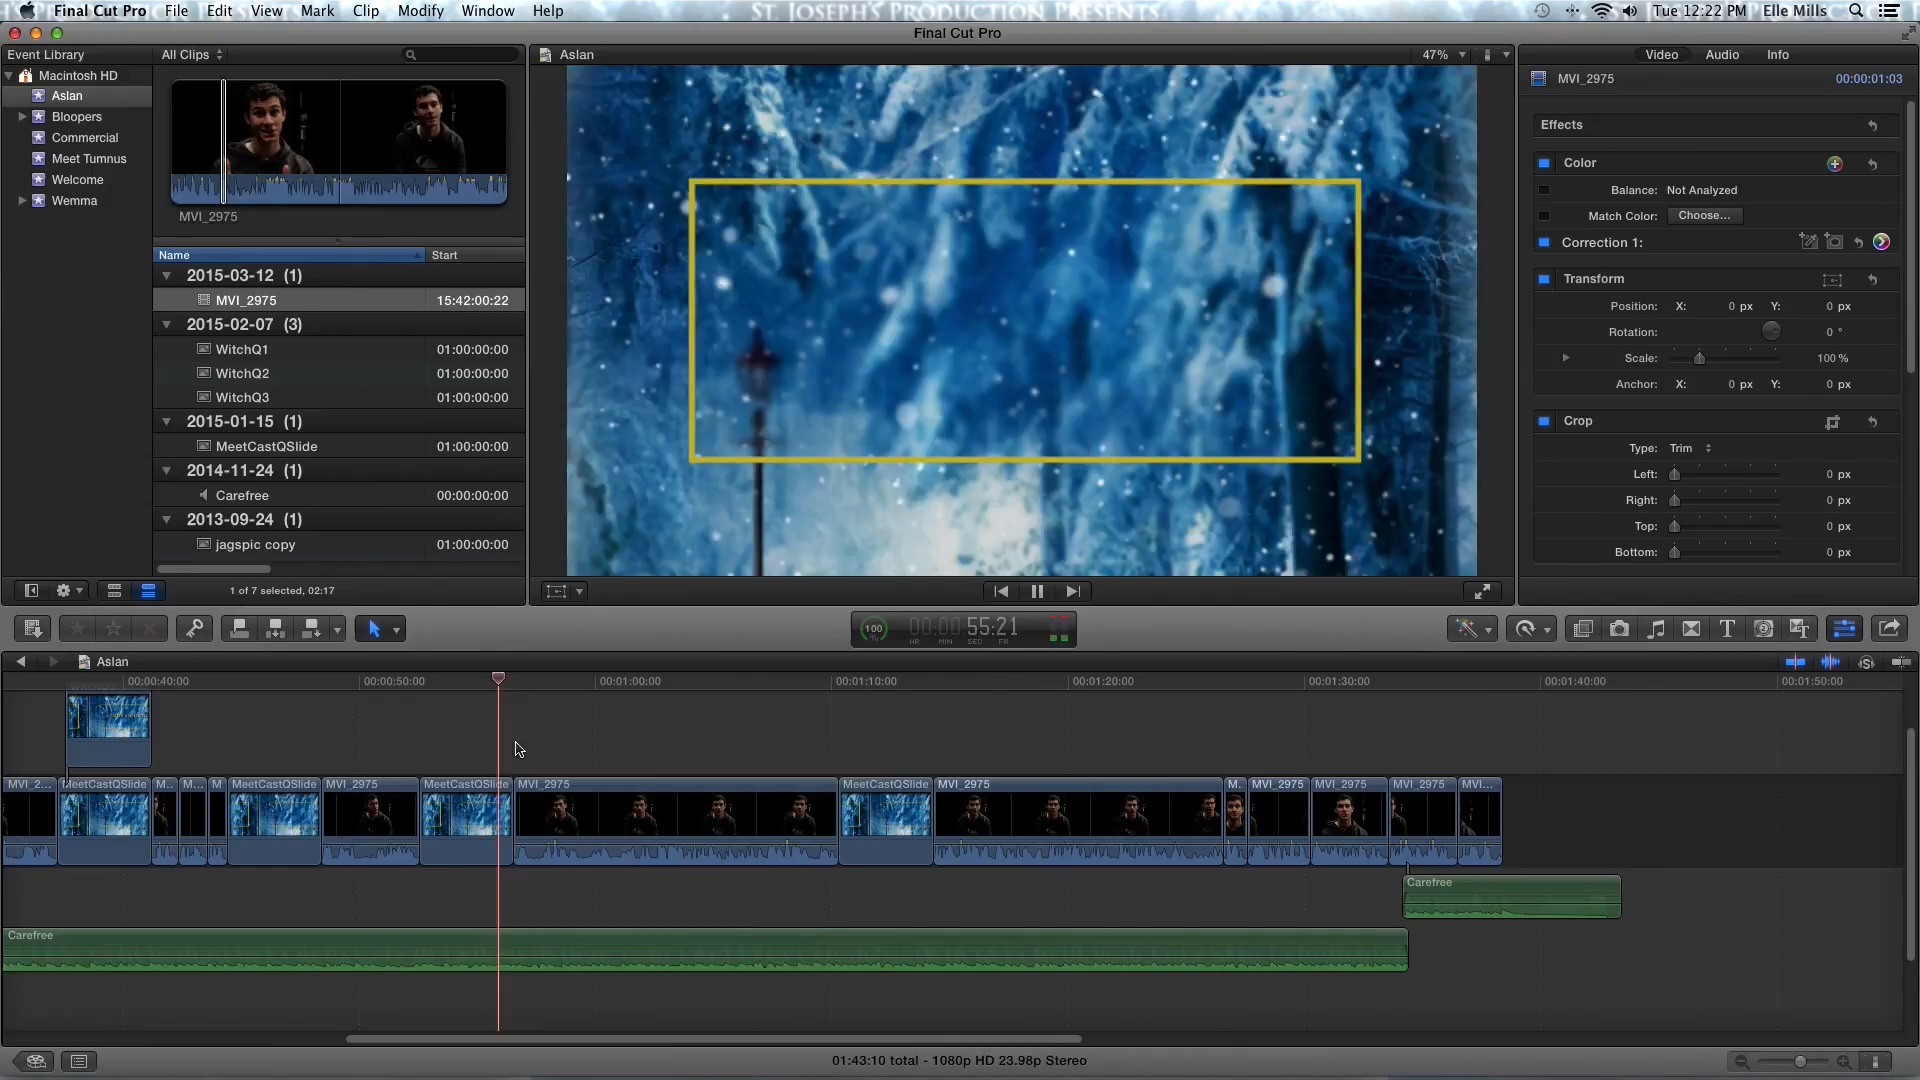 ST. JOSEPH'S PRODUCTION PRESENTS
Final Cut Pro File Edit View Mark Clip Modify Window Help
Tue 12:22 PM Elle Mills
Final Cut Pro
Event Library
All Clips
Aslan
47%
Video Audio Info
Macintosh HD
Aslan
Bloopers
Commercial
Meet Tumnus
Welcome
Wemma
MVI_2975
Name Start
2015-03-12 (1)
MVI_2975 15:42:00:22
2015-02-07 (3)
WitchQ1 01:00:00:00
WitchQ2 01:00:00:00
WitchQ3 01:00:00:00
2015-01-15 (1)
MeetCastQSlide 01:00:00:00
2014-11-24 (1)
Carefree 00:00:00:00
2013-09-24 (1)
jagspic copy 01:00:00:00
1 of 7 selected, 02:17
MVI_2975 00:00:01:03
Effects
Color
Balance: Not Analyzed
Match Color: Choose...
Correction 1:
Transform
Position: X: 0 px Y: 0 px
Rotation: 0 °
Scale: 100 %
Anchor: X: 0 px Y: 0 px
Crop
Type: Trim
Left: 0 px
Right: 0 px
Top: 0 px
Bottom: 0 px
100 % 00:00:55:21
HR MIN SEC FR
Aslan
00:00:40:00 00:00:50:00 00:01:00:00 00:01:10:00 00:01:20:00 00:01:30:00 00:01:40:00 00:01:50:00
MVI_2... MeetCastQSlide M... M... M MeetCastQSlide MVI_2975 MeetCastQSlide MVI_2975 MeetCastQSlide MVI_2975 M... MVI_2975 MVI_2975 MVI_2975 MVI...
Carefree
Carefree
01:43:10 total - 1080p HD 23.98p Stereo